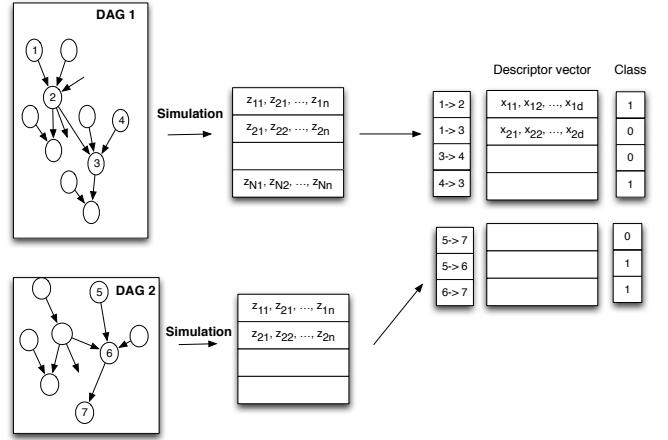 DAG 1
1
2
4
3
Simulation
z11, z21, ..., z1n
z21, z22, ..., z2n
zN1, zN2, ..., zNn
Descriptor vector
Class
1-> 2
x11, x12, ..., x1d
1
1-> 3
x21, x22, ..., x2d
0
3-> 4
0
4-> 3
1
5-> 7
0
5-> 6
1
6-> 7
1
DAG 2
5
6
7
Simulation
z11, z21, ..., z1n
z21, z22, ..., z2n